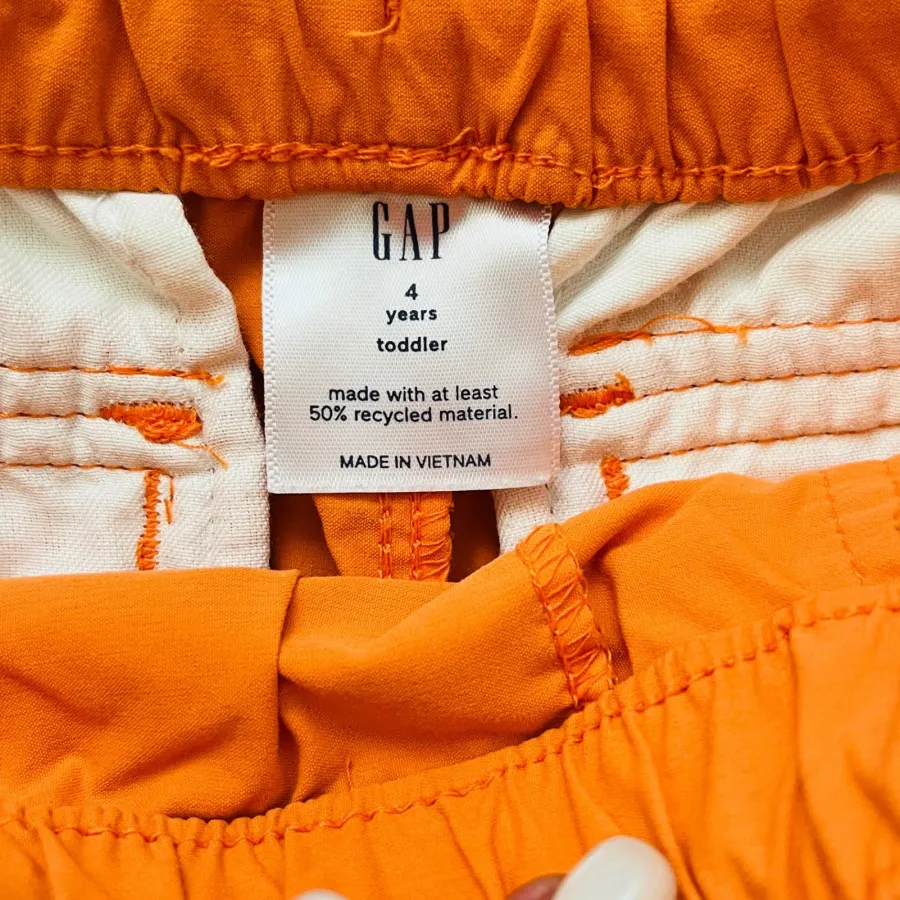 GAP
4
years
toddler
made with at least
50% recycled material.
MADE IN VIETNAM